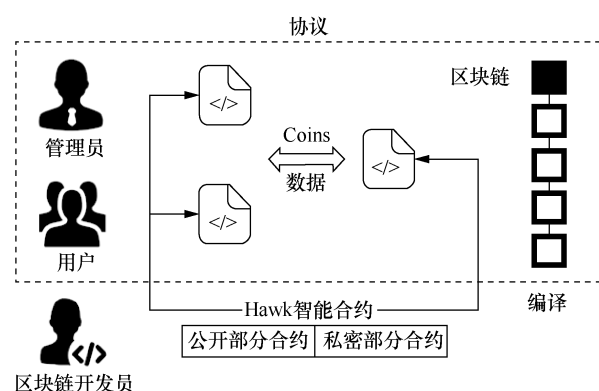 协议
区块链
</>
管理员
Coins
数据
</>
</>
用户
编译
Hawk智能合约
公开部分合约
私密部分合约
</>
区块链开发员